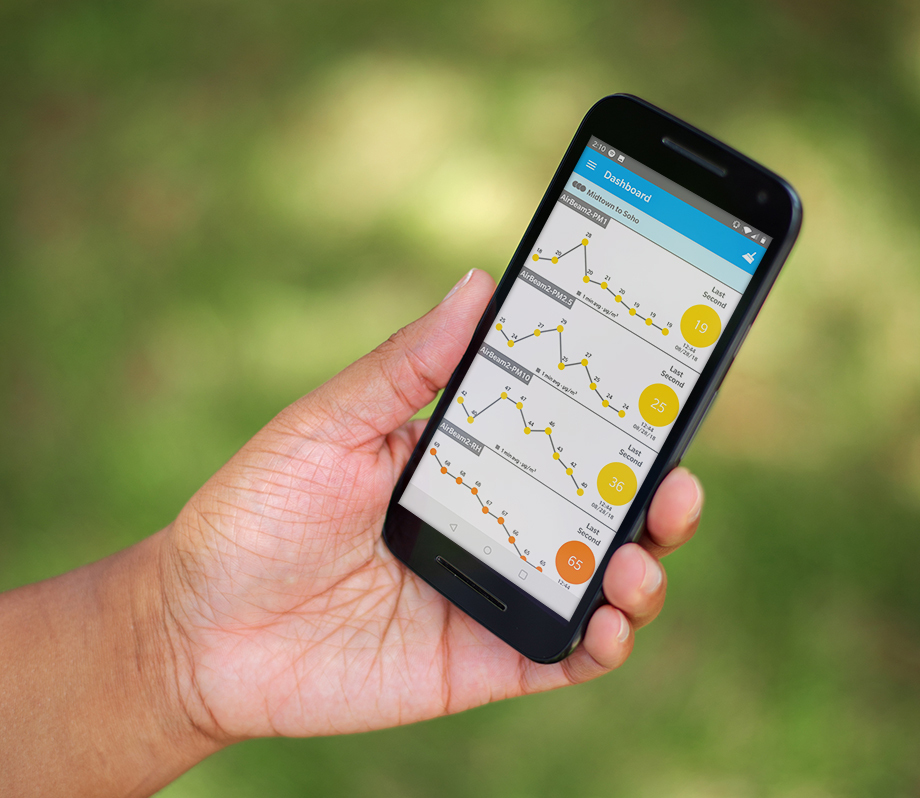 2:10
Dashboard
Midtown to Soho
AirBeam2-PM1
18 20 28 20 21 20 19 19 19
1 min avg - µg/m³
Last
Second
19
12:44
08/28/18
AirBeam2-PM2.5
25 24 27 29 25 27 25 24 24
1 min avg - µg/m³
Last
Second
25
12:44
08/28/18
AirBeam2-PM10
42 40 47 47 44 46 43 42 40
1 min avg - µg/m³
Last
Second
36
12:44
08/28/18
AirBeam2-RH
69 68 68 68 67 67 66 65 65
Last
Second
65
12:44